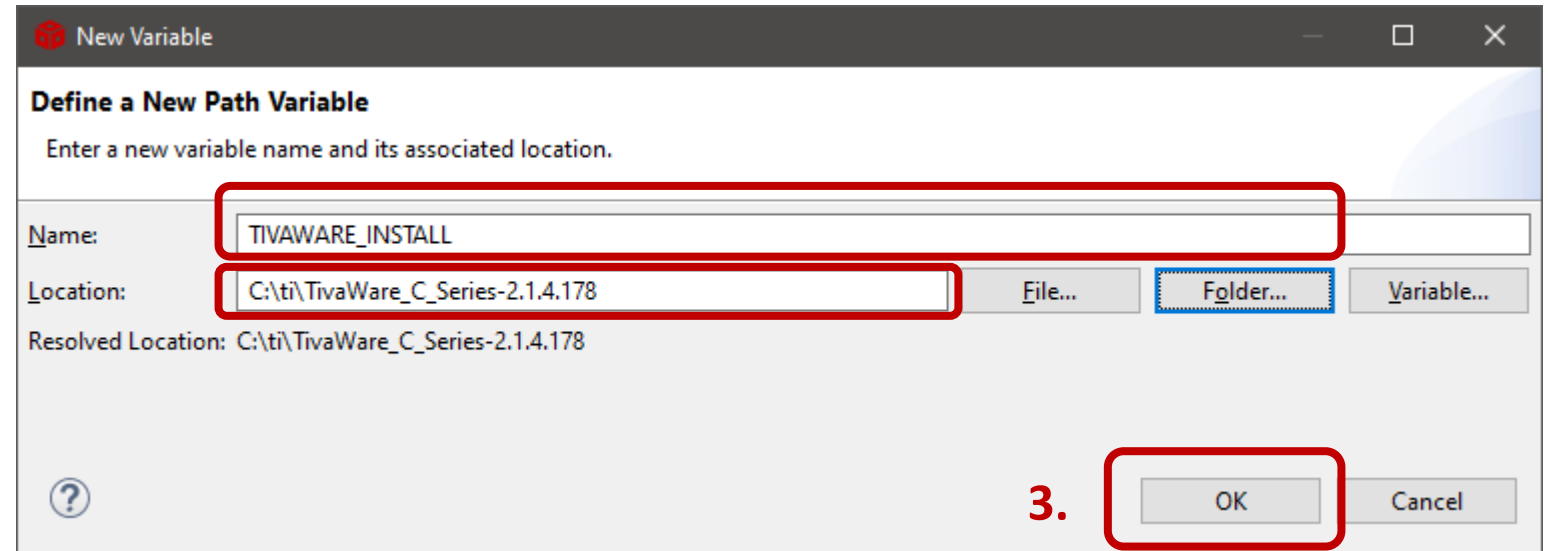 New Variable
Define a New Path Variable
Enter a new variable name and its associated location.
Name: TIVAWARE_INSTALL
Location: C:\ti\TivaWare_C_Series-2.1.4.178 File... Folder... Variable...
Resolved Location: C:\ti\TivaWare_C_Series-2.1.4.178
? 3. OK Cancel